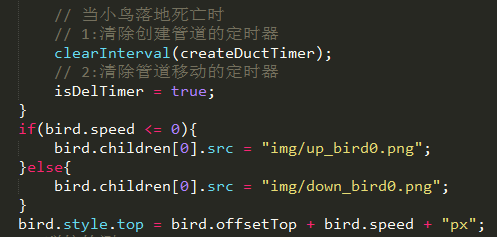 // 当小鸟落地死亡时
// 1:清除创建管道的定时器
clearInterval(createDuctTimer);
// 2:清除管道移动的定时器
isDelTimer = true;
}
if(bird.speed <= 0){
bird.children[0].src = "img/up_bird0.png";
}else{
bird.children[0].src = "img/down_bird0.png";
}
bird.style.top = bird.offsetTop + bird.speed + "px";